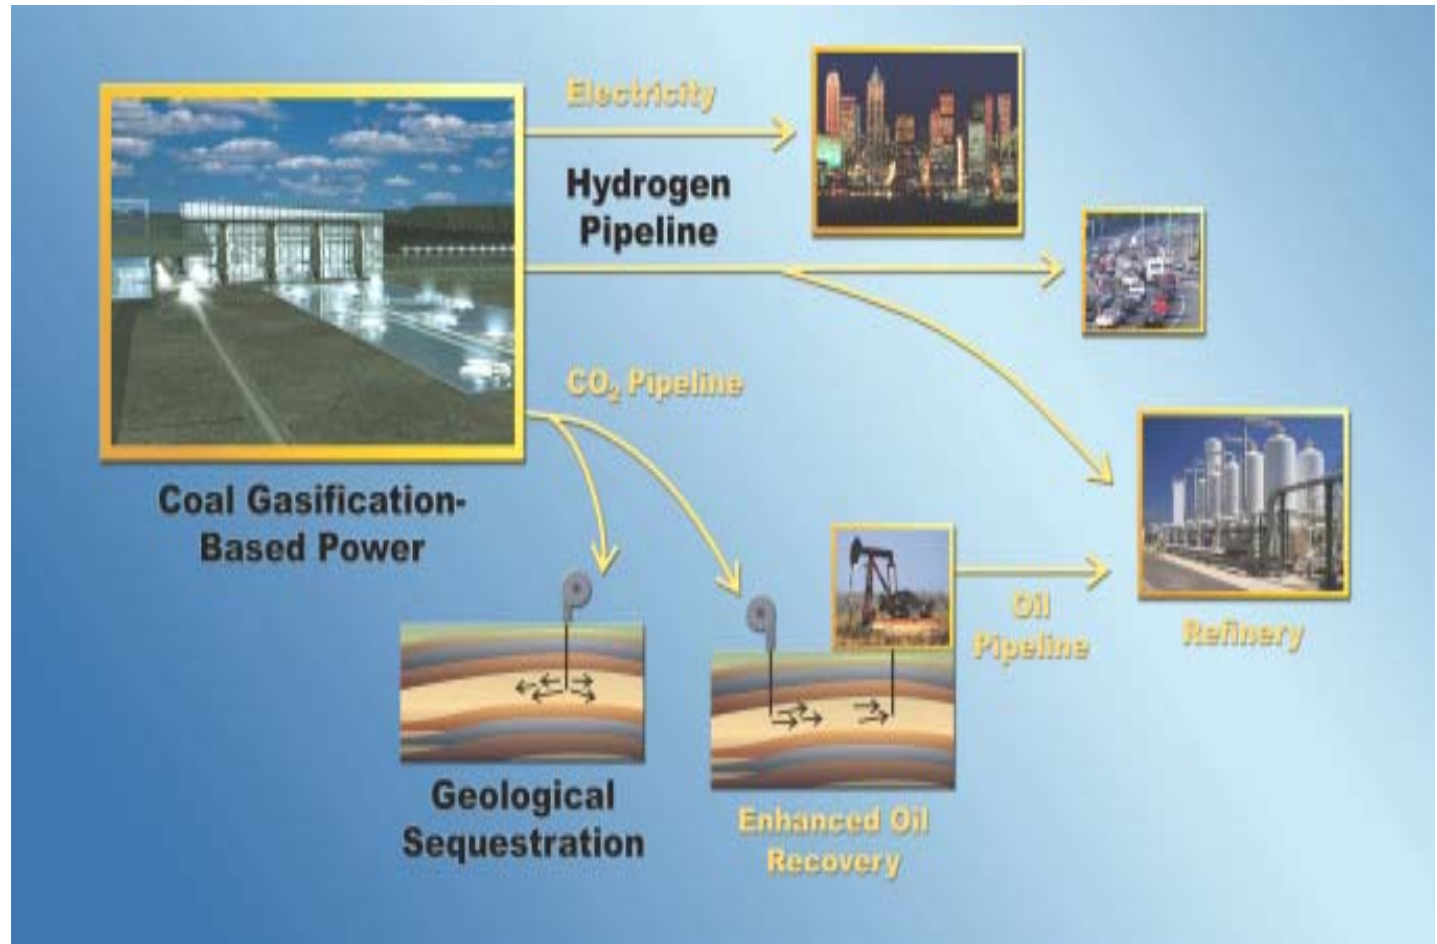 Electricity
Hydrogen
Pipeline
CO₂ Pipeline
Coal Gasification-
Based Power
Oil
Pipeline
Refinery
Geological
Sequestration
Enhanced Oil
Recovery